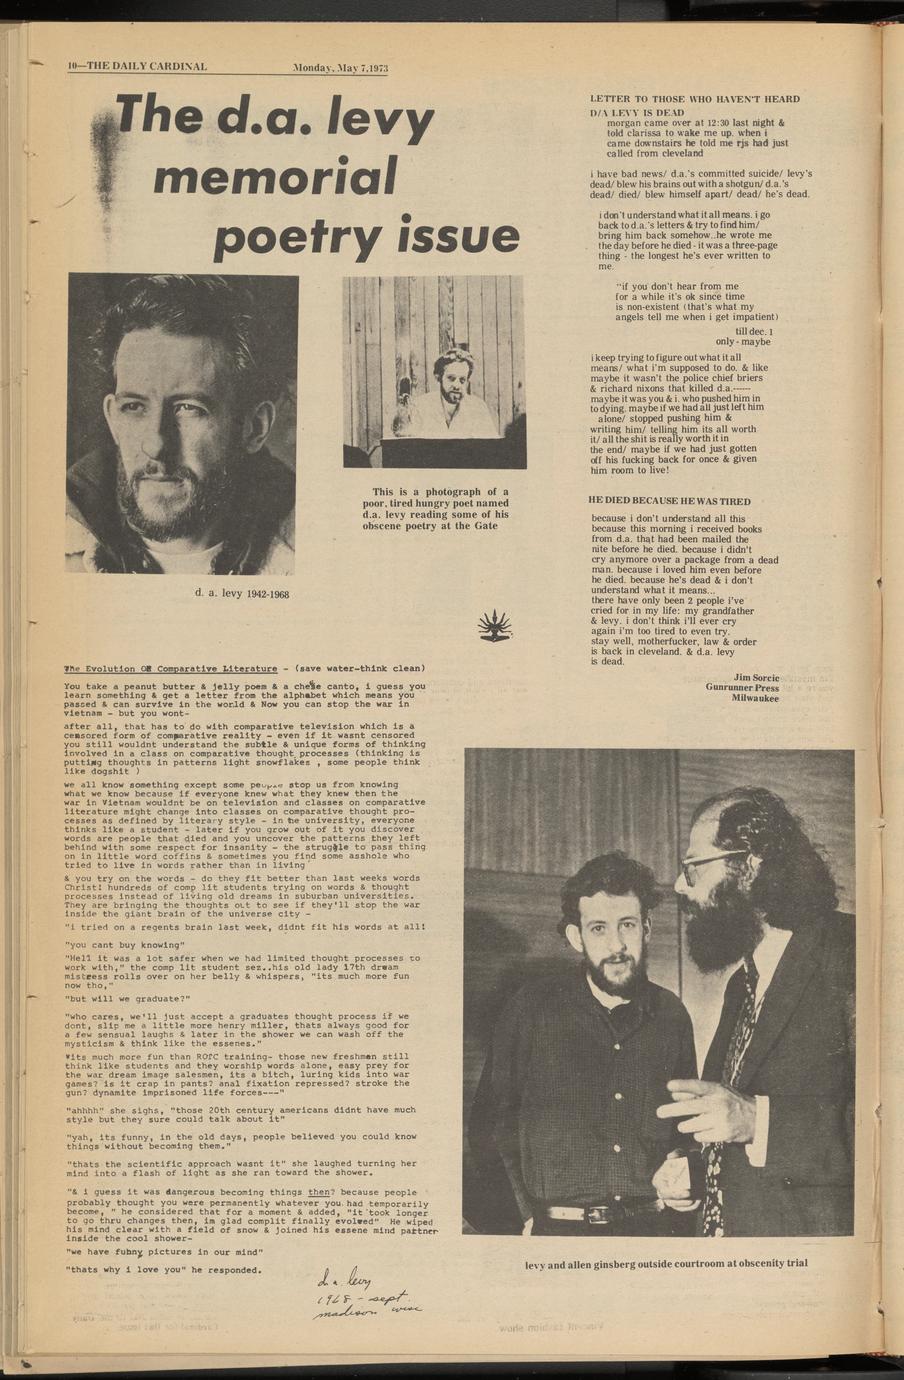 10—THE DAILY CARDINAL
Monday, May 7, 1973
The d.a. levy
memorial
poetry issue
d. a. levy 1942-1968
This is a photograph of a
poor, tired hungry poet named
d.a. levy reading some of his
obscene poetry at the Gate
The Evolution Of Comparative Literature - (save water-think clean)
You take a peanut butter & jelly poem & a cheese canto, i guess you
learn something & get a letter from the alphabet which means you
passed & can survive in the world & Now you can stop the war in
vietnam - but you wont-
after all, that has to do with comparative television which is a
censored form of comparative reality - even if it wasnt censored
you still wouldnt understand the subtle & unique forms of thinking
involved in a class on comparative thought processes (thinking is
putting thoughts in patterns light snowflakes , some people think
like dogshit )
we all know something except some people stop us from knowing
what we know because if everyone knew what they knew then the
war in Vietnam wouldnt be on television and classes on comparative
literature might change into classes on comparative thought pro-
cesses as defined by literary style - in the university, everyone
thinks like a student - later if you grow out of it you discover
words are people that died and you uncover the patterns they left
behind with some respect for insanity - the struggle to pass thing
on in little word coffins & sometimes you find some asshole who
tried to live in words rather than in living
& you try on the words - do they fit better than last weeks words
Christ! hundreds of comp lit students trying on words & thought
processes instead of living old dreams in suburban universities.
They are bringing the thoughts out to see if they'll stop the war
inside the giant brain of the universe city -
"i tried on a regents brain last week, didnt fit his words at all!
"you cant buy knowing"
"Hell it was a lot safer when we had limited thought processes to
work with," the comp lit student sez..his old lady 17th dream
mistress rolls over on her belly & whispers, "its much more fun
now tho,"
"but will we graduate?"
"who cares, we'll just accept a graduates thought process if we
dont, slip me a little more henry miller, thats always good for
a few sensual laughs & later in the shower we can wash off the
mysticism & think like the essenes."
"its much more fun than ROTC training- those new freshmen still
think like students and they worship words alone, easy prey for
the war dream image salesmen, its a bitch, luring kids into war
games? is it crap in pants? anal fixation repressed? stroke the
gun? dynamite imprisoned life forces---"
"ahhhh" she sighs, "those 20th century americans didnt have much
style but they sure could talk about it"
"yah, its funny, in the old days, people believed you could know
things without becoming them."
"thats the scientific approach wasnt it" she laughed turning her
mind into a flash of light as she ran toward the shower.
"& i guess it was dangerous becoming things then? because people
probably thought you were permanently whatever you had temporarily
become, " he considered that for a moment & added, "it took longer
to go thru changes then, im glad complit finally evolved" He wiped
his mind clear with a field of snow & joined his essene mind partner
inside the cool shower-
"we have funny pictures in our mind"
"thats why i love you" he responded.
d.a. levy
1968 - sept.
madison wisc
LETTER TO THOSE WHO HAVEN'T HEARD
D/A LEVY IS DEAD
morgan came over at 12:30 last night &
told clarissa to wake me up. when i
came downstairs he told me rjs had just
called from cleveland
i have bad news/ d.a.'s committed suicide/ levy's
dead/ blew his brains out with a shotgun/ d.a.'s
dead/ died/ blew himself apart/ dead/ he's dead.
i don't understand what it all means. i go
back to d.a.'s letters & try to find him/
bring him back somehow..he wrote me
the day before he died - it was a three-page
thing - the longest he's ever written to
me.
"if you don't hear from me
for a while it's ok since time
is non-existent (that's what my
angels tell me when i get impatient)
till dec. 1
only - maybe
i keep trying to figure out what it all
means/ what i'm supposed to do. & like
maybe it wasn't the police chief briers
& richard nixons that killed d.a.------
maybe it was you & i. who pushed him in
to dying. maybe if we had all just left him
alone/ stopped pushing him &
writing him/ telling him its all worth
it/ all the shit is really worth it in
the end/ maybe if we had just gotten
off his fucking back for once & given
him room to live!
HE DIED BECAUSE HE WAS TIRED
because i don't understand all this
because this morning i received books
from d.a. that had been mailed the
nite before he died. because i didn't
cry anymore over a package from a dead
man. because i loved him even before
he died. because he's dead & i don't
understand what it means...
there have only been 2 people i've
cried for in my life: my grandfather
& levy. i don't think i'll ever cry
again i'm too tired to even try.
stay well, motherfucker, law & order
is back in cleveland. & d.a. levy
is dead.
Jim Sorcic
Gunrunner Press
Milwaukee
levy and allen ginsberg outside courtroom at obscenity trial